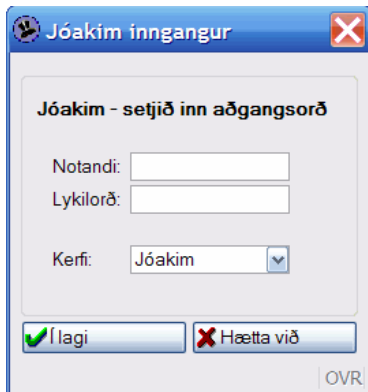 Jóakim inngangur
Jóakim - setjið inn aðgangsorð
Notandi:
Lykilorð:
Kerfi: Jóakim
Í lagi Hætta við
OVR